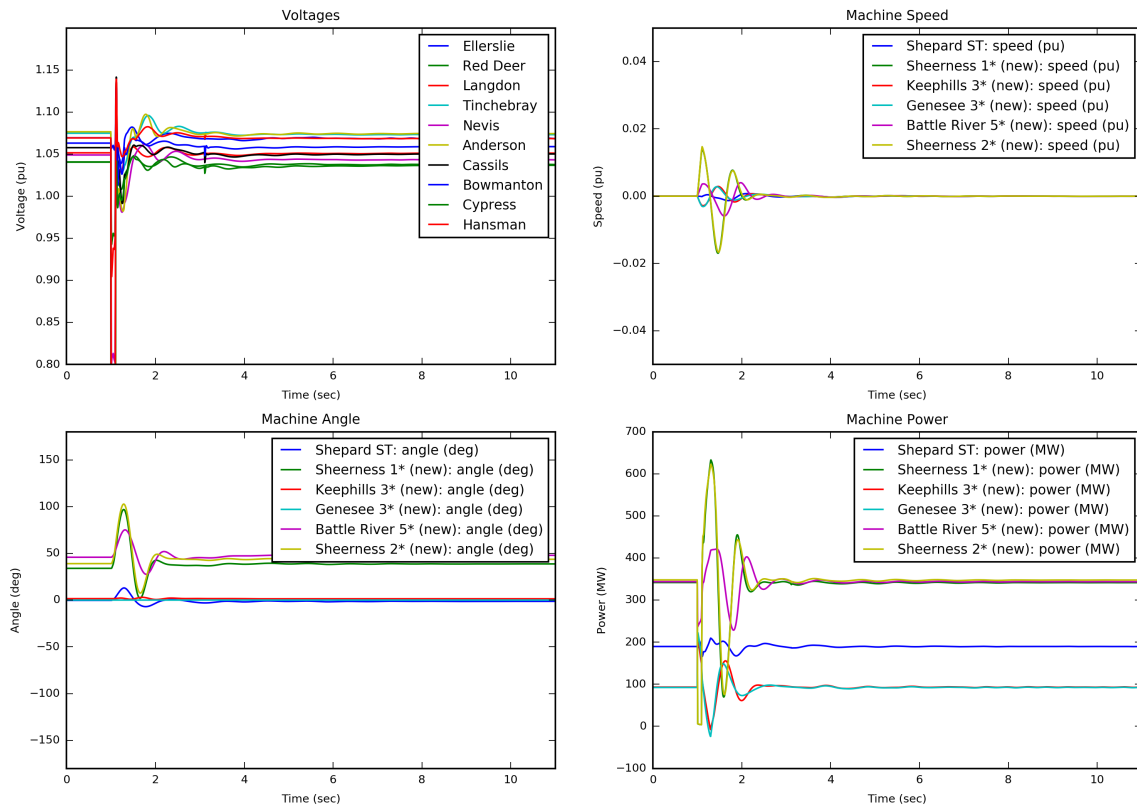 Voltages
1.15
1.10
1.05
1.00
0.95
0.90
0.85
0.80
Voltage (pu)
0 2 4 6 8 10
Time (sec)
Ellerslie
Red Deer
Langdon
Tinchebray
Nevis
Anderson
Cassils
Bowmanton
Cypress
Hansman
Machine Speed
0.04
0.02
0.00
−0.02
−0.04
Speed (pu)
0 2 4 6 8 10
Time (sec)
Shepard ST: speed (pu)
Sheerness 1* (new): speed (pu)
Keephills 3* (new): speed (pu)
Genesee 3* (new): speed (pu)
Battle River 5* (new): speed (pu)
Sheerness 2* (new): speed (pu)
Machine Angle
150
100
50
0
−50
−100
−150
Angle (deg)
0 2 4 6 8 10
Time (sec)
Shepard ST: angle (deg)
Sheerness 1* (new): angle (deg)
Keephills 3* (new): angle (deg)
Genesee 3* (new): angle (deg)
Battle River 5* (new): angle (deg)
Sheerness 2* (new): angle (deg)
Machine Power
700
600
500
400
300
200
100
0
−100
Power (MW)
0 2 4 6 8 10
Time (sec)
Shepard ST: power (MW)
Sheerness 1* (new): power (MW)
Keephills 3* (new): power (MW)
Genesee 3* (new): power (MW)
Battle River 5* (new): power (MW)
Sheerness 2* (new): power (MW)